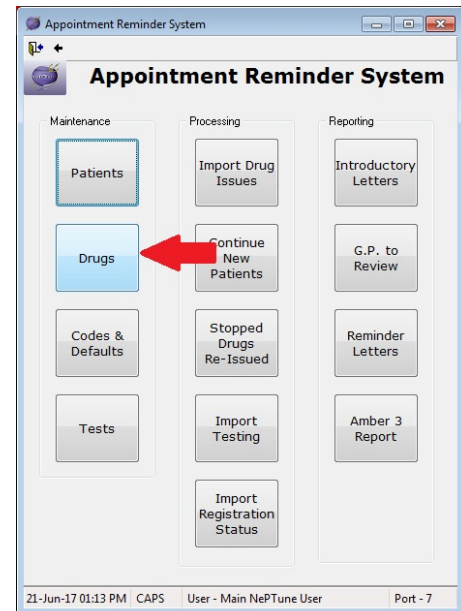 Appointment Reminder System
Appointment Reminder System
Maintenance
Patients
Drugs
Codes &
Defaults
Tests
Processing
Import Drug
Issues
Continue
New
Patients
Stopped
Drugs
Re-Issued
Import
Testing
Import
Registration
Status
Reporting
Introductory
Letters
G.P. to
Review
Reminder
Letters
Amber 3
Report
21-Jun-17 01:13 PM CAPS User - Main NePTune User Port - 7